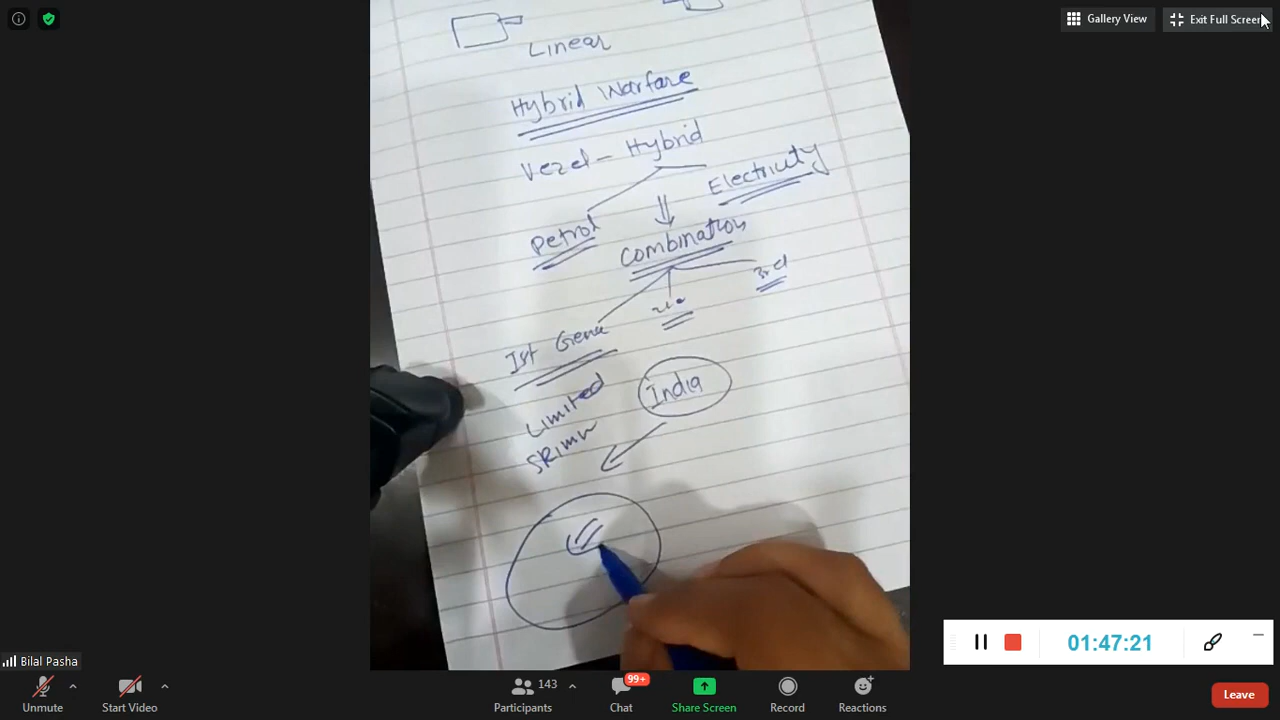 Gallery View
Exit Full Screen
Linear
Hybrid Warfare
Vezel - Hybrid
Electricity
Petrol
Combination
3rd
1st Gene
India
Limited
Bilal Pasha
01:47:21
Unmute
Start Video
143
Participants
99+
Chat
Share Screen
Record
Reactions
Leave